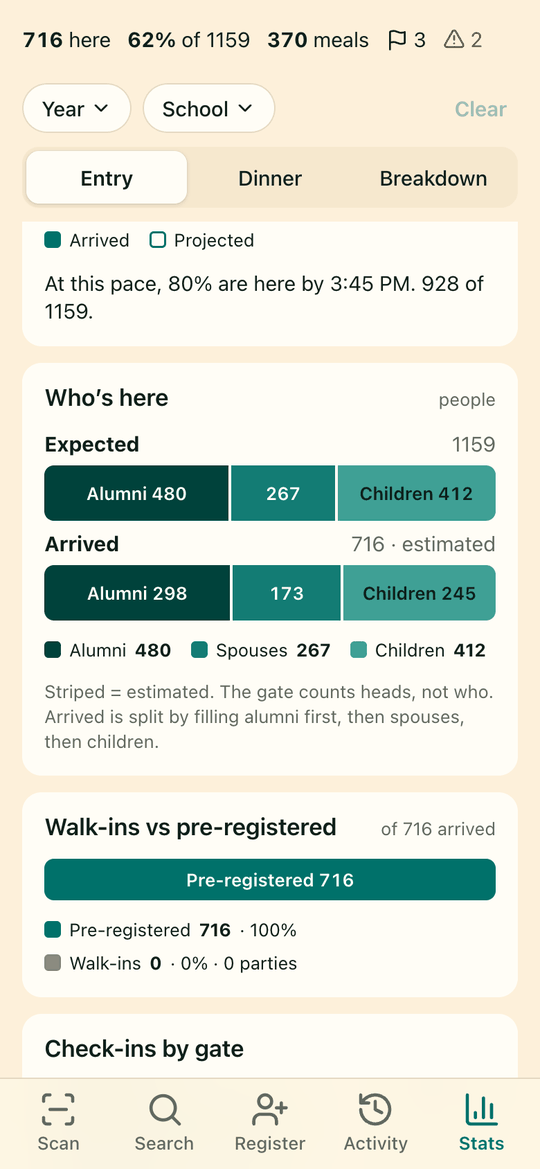 716 here 62% of 1159 370 meals 3 2
Year School Clear
Entry Dinner Breakdown
Arrived Projected
At this pace, 80% are here by 3:45 PM. 928 of
1159.
Who's here people
Expected 1159
Alumni 480 267 Children 412
Arrived 716 · estimated
Alumni 298 173 Children 245
Alumni 480 Spouses 267 Children 412
Striped = estimated. The gate counts heads, not who.
Arrived is split by filling alumni first, then spouses,
then children.
Walk-ins vs pre-registered of 716 arrived
Pre-registered 716
Pre-registered 716 · 100%
Walk-ins 0 · 0% · 0 parties
Check-ins by gate
Scan Search Register Activity Stats